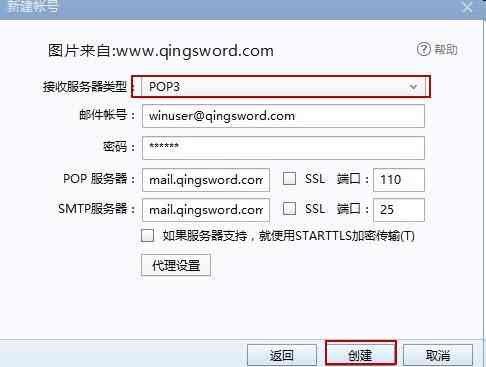 新建帐号
图片来自:www.qingsword.com
帮助
接收服务器类型： POP3
邮件帐号： winuser@qingsword.com
密码： ******
POP 服务器： mail.qingsword.com SSL 端口： 110
SMTP服务器： mail.qingsword.com SSL 端口： 25
如果服务器支持，就使用STARTTLS加密传输(T)
代理设置
返回 创建 取消